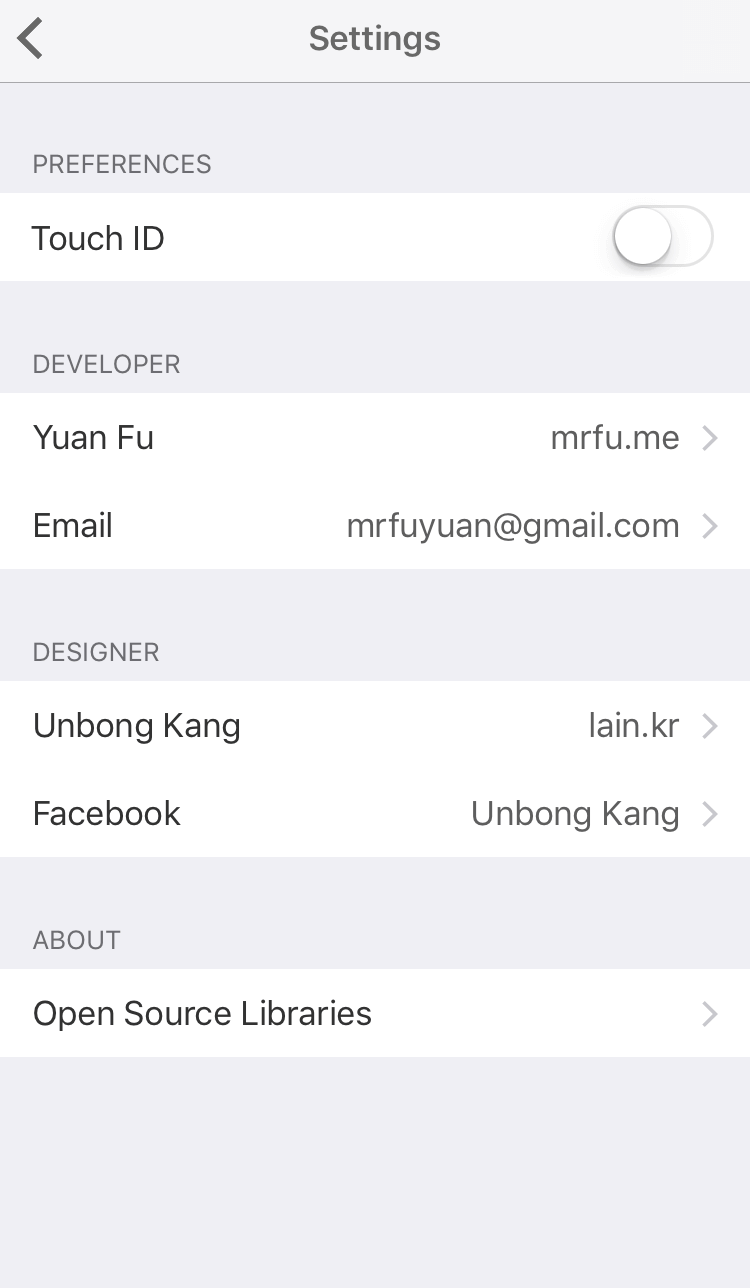 Settings
PREFERENCES
Touch ID
DEVELOPER
Yuan Fu mrfu.me
Email mrfuyuan@gmail.com
DESIGNER
Unbong Kang lain.kr
Facebook Unbong Kang
ABOUT
Open Source Libraries